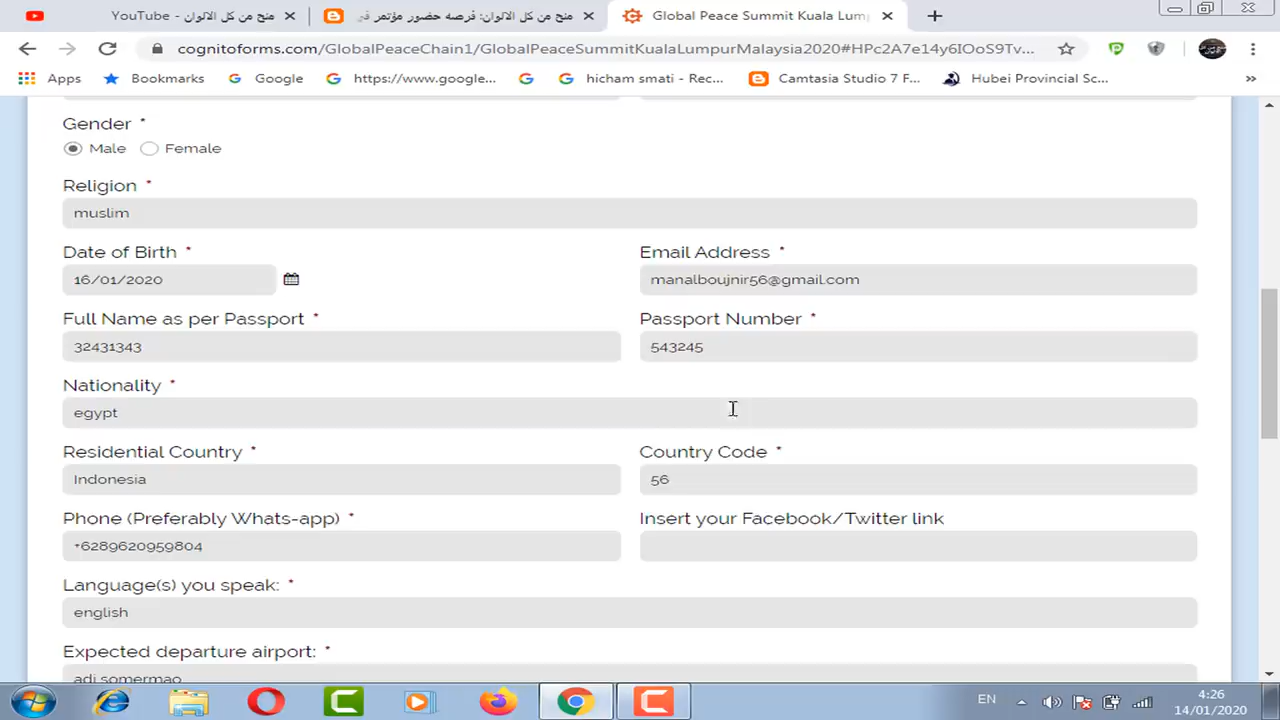 منح من كل الالوان - YouTube
منح من كل الالوان: فرصه حضور مؤتمر في
Global Peace Summit Kuala Lum
cognitoforms.com/GlobalPeaceChain1/GlobalPeaceSummitKualaLumpurMalaysia2020#HPc2A7e14y6IOoS9Tv...
Apps Bookmarks Google https://www.google... hicham smati - Rec... Camtasia Studio 7 F... Hubei Provincial Sc... »
Gender *
Male Female
Religion *
muslim
Date of Birth * Email Address *
16/01/2020 manalboujnir56@gmail.com
Full Name as per Passport * Passport Number *
32431343 543245
Nationality *
egypt
Residential Country * Country Code *
Indonesia 56
Phone (Preferably Whats-app) * Insert your Facebook/Twitter link
+6289620959804
Language(s) you speak: *
english
Expected departure airport: *
adi somermao
EN 4:26
14/01/2020